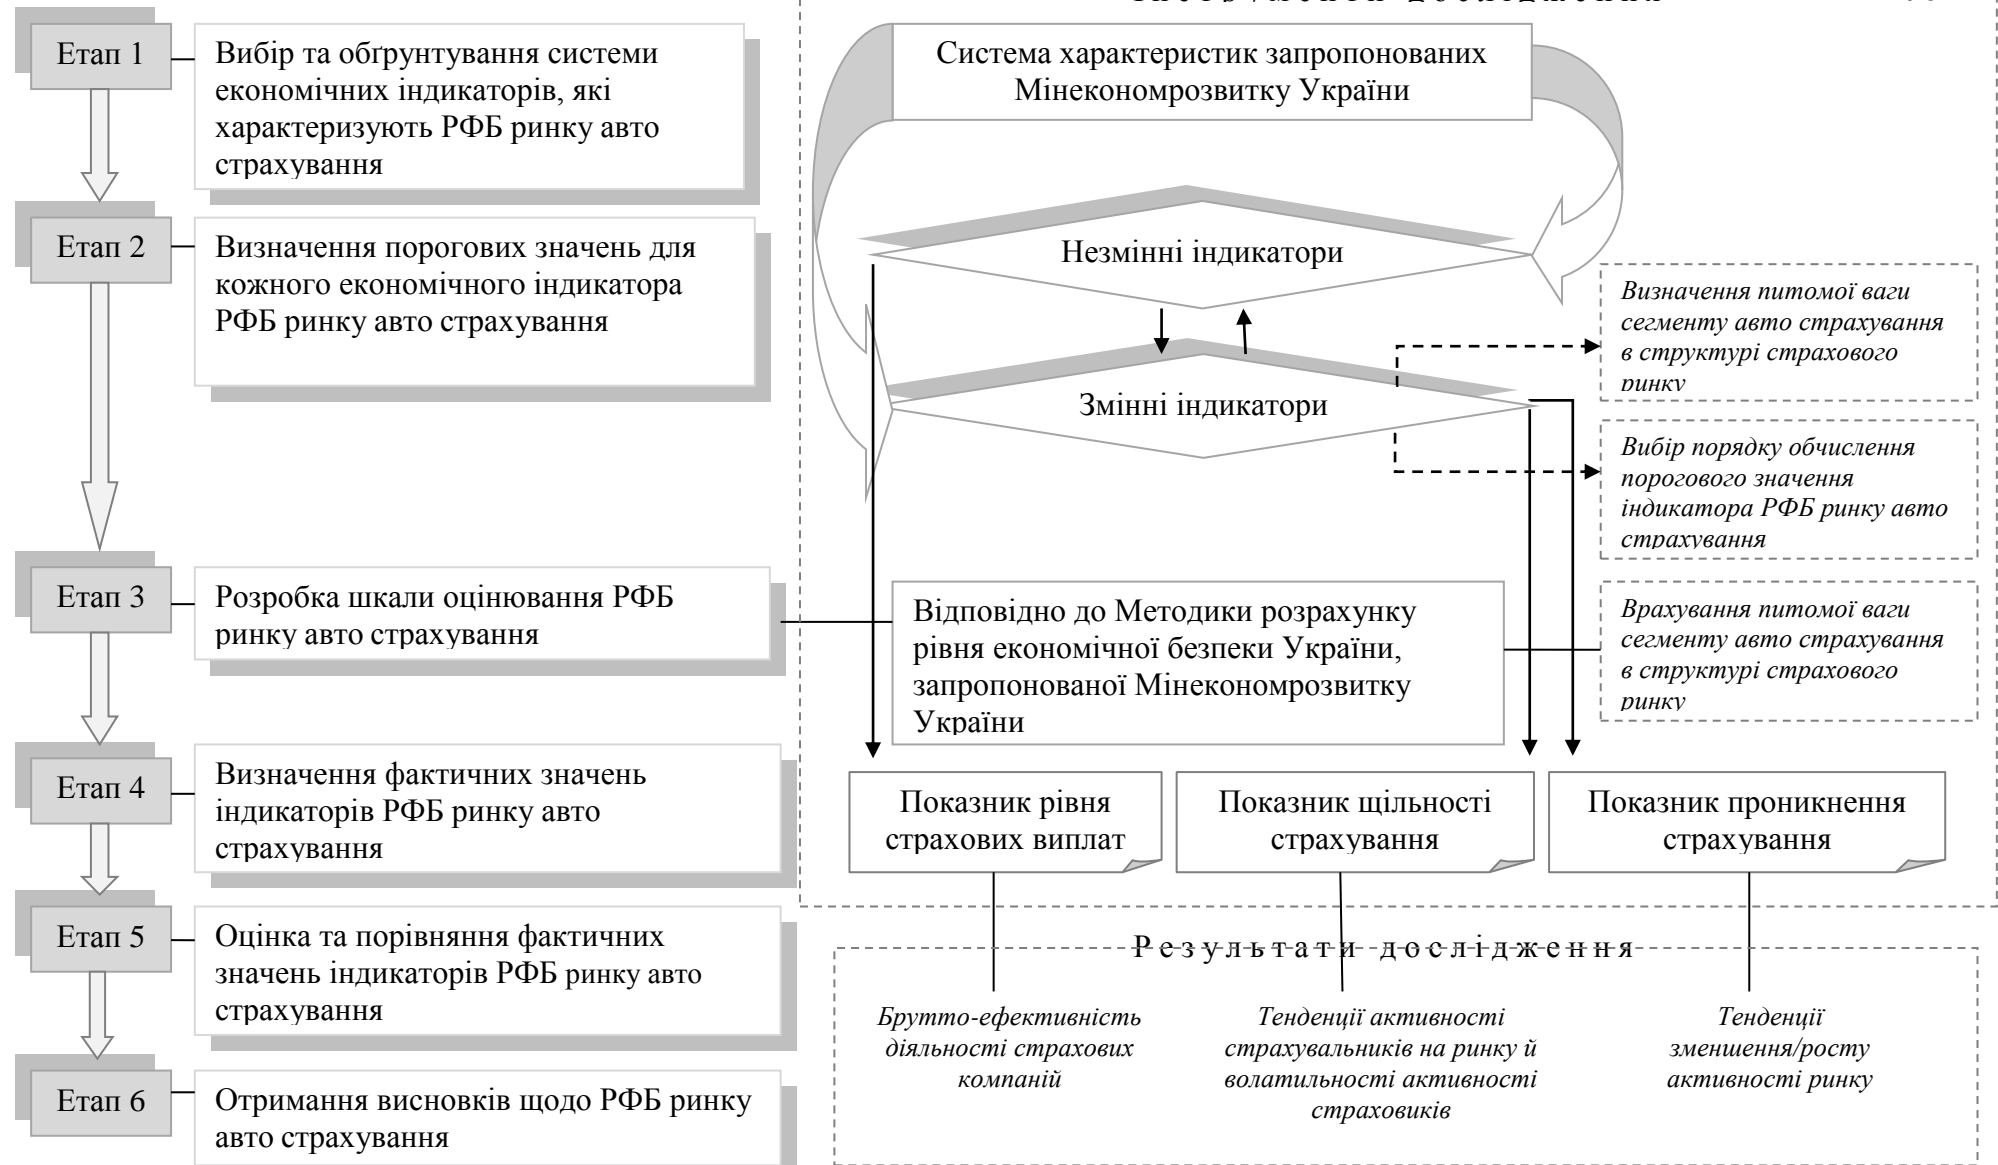 Етап 1
Вибір та обґрунтування системи
економічних індикаторів, які
характеризують РФБ ринку авто
страхування
Етап 2
Визначення порогових значень для
кожного економічного індикатора
РФБ ринку авто страхування
Етап 3
Розробка шкали оцінювання РФБ
ринку авто страхування
Етап 4
Визначення фактичних значень
індикаторів РФБ ринку авто
страхування
Етап 5
Оцінка та порівняння фактичних
значень індикаторів РФБ ринку авто
страхування
Етап 6
Отримання висновків щодо РФБ ринку
авто страхування
Система характеристик запропонованих
Мінекономрозвитку України
Незмінні індикатори
Змінні індикатори
Визначення питомої ваги
сегменту авто страхування
в структурі страхового
ринку
Вибір порядку обчислення
порогового значення
індикатора РФБ ринку авто
страхування
Відповідно до Методики розрахунку
рівня економічної безпеки України,
запропонованої Мінекономрозвитку
України
Врахування питомої ваги
сегменту авто страхування
в структурі страхового
ринку
Показник рівня
страхових виплат
Показник щільності
страхування
Показник проникнення
страхування
Результати дослідження
Брутто-ефективність
діяльності страхових
компаній
Тенденції активності
страхувальників на ринку й
волатильності активності
страховиків
Тенденції
зменшення/росту
активності ринку